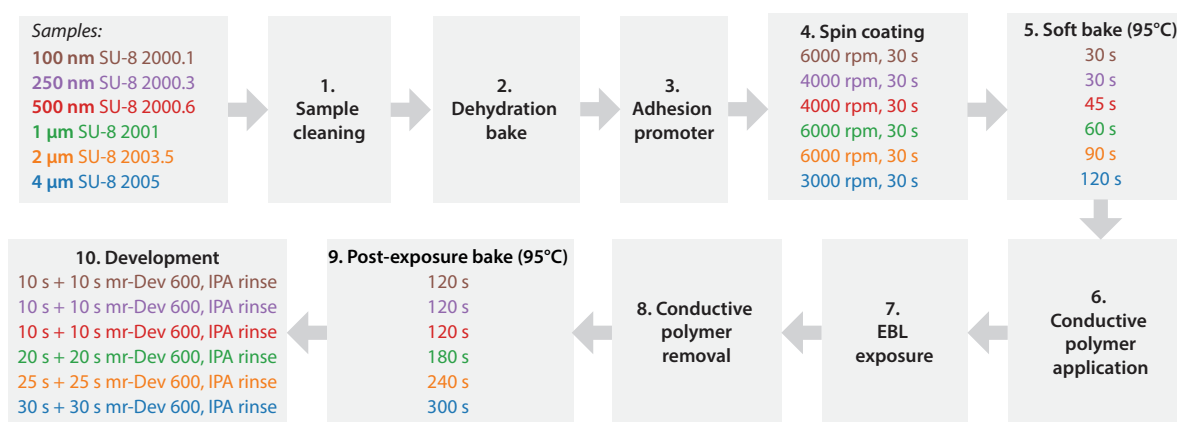 Samples:
100 nm SU-8 2000.1
250 nm SU-8 2000.3
500 nm SU-8 2000.6
1 µm SU-8 2001
2 µm SU-8 2003.5
4 µm SU-8 2005
1.
Sample
cleaning
2.
Dehydration
bake
3.
Adhesion
promoter
4. Spin coating
6000 rpm, 30 s
4000 rpm, 30 s
4000 rpm, 30 s
6000 rpm, 30 s
6000 rpm, 30 s
3000 rpm, 30 s
5. Soft bake (95°C)
30 s
30 s
45 s
60 s
90 s
120 s
6.
Conductive
polymer
application
7.
EBL
exposure
8. Conductive
polymer
removal
9. Post-exposure bake (95°C)
120 s
120 s
120 s
180 s
240 s
300 s
10. Development
10 s + 10 s mr-Dev 600, IPA rinse
10 s + 10 s mr-Dev 600, IPA rinse
10 s + 10 s mr-Dev 600, IPA rinse
20 s + 20 s mr-Dev 600, IPA rinse
25 s + 25 s mr-Dev 600, IPA rinse
30 s + 30 s mr-Dev 600, IPA rinse